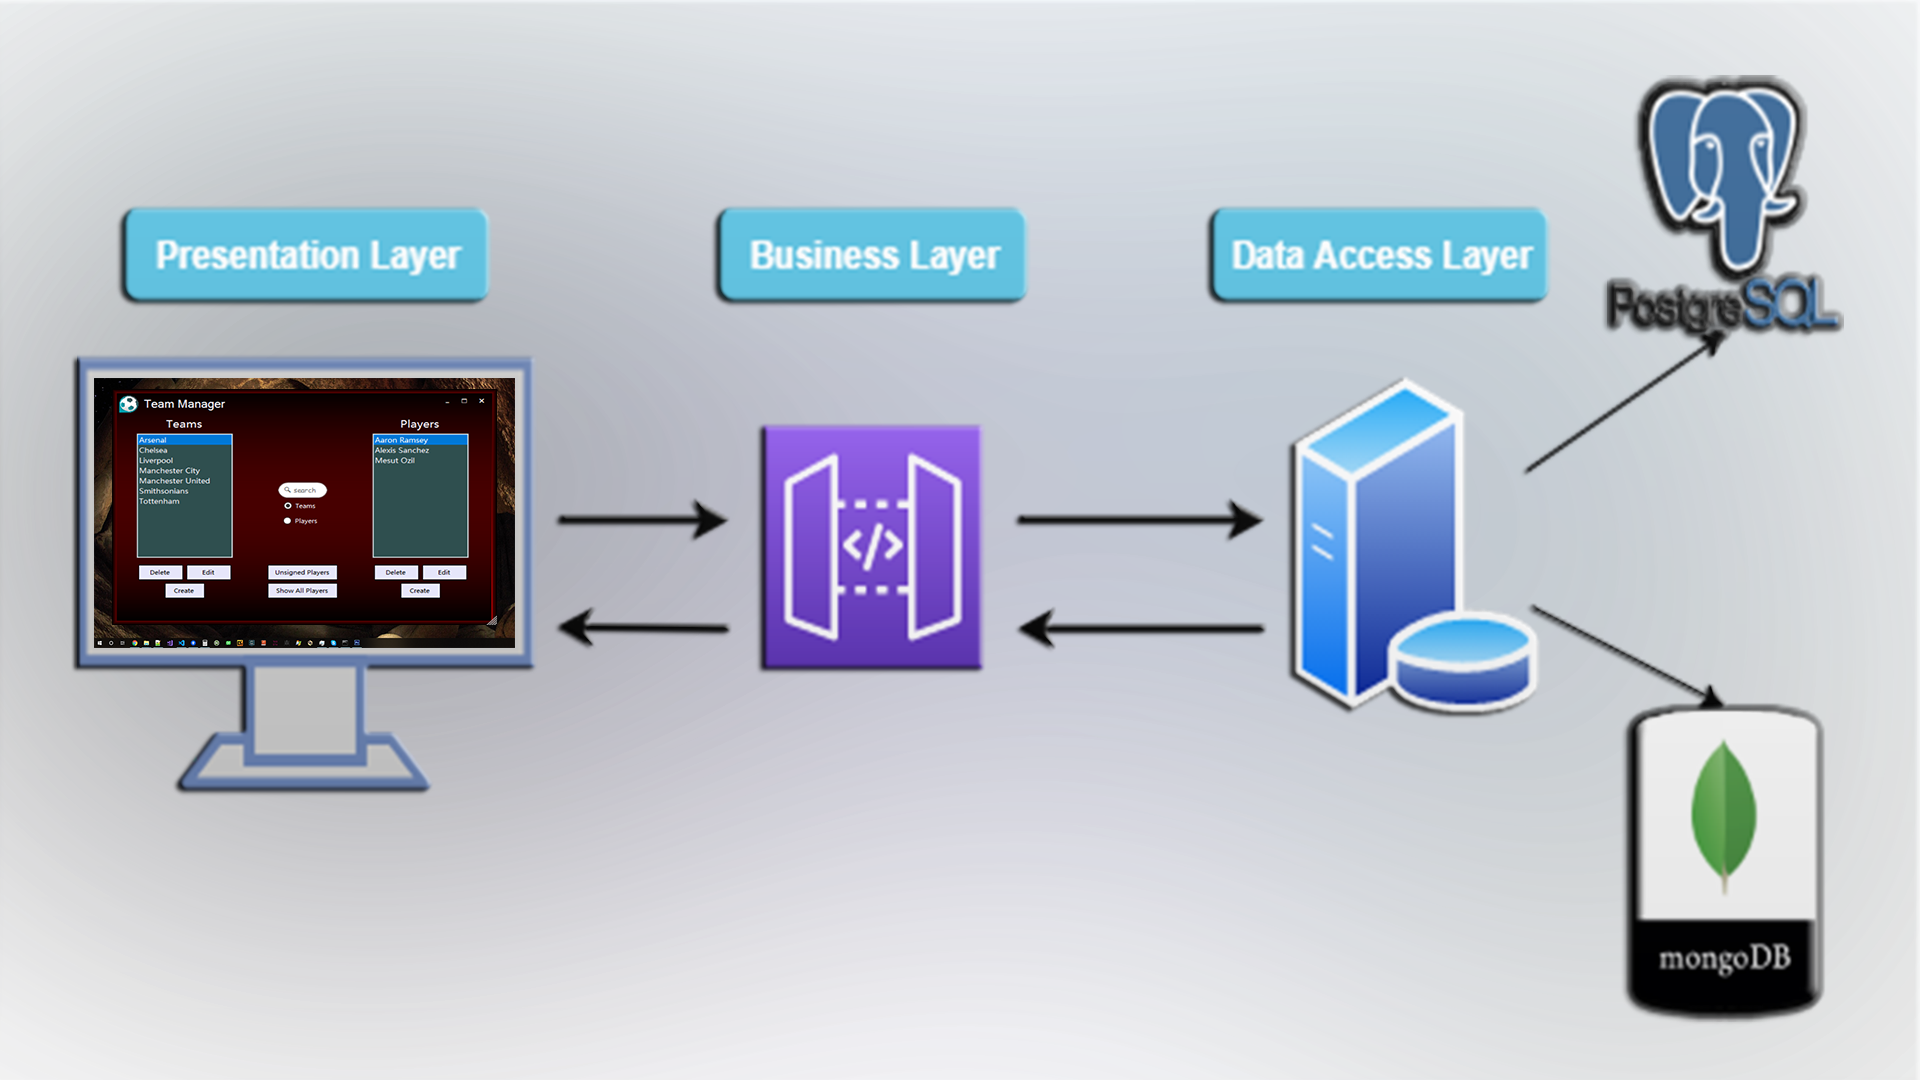 Presentation Layer
Business Layer
Data Access Layer
PostgreSQL
Team Manager
Teams
Players
Arsenal
Chelsea
Liverpool
Manchester City
Manchester United
Smithsonians
Tottenham
Aaron Ramsey
Alexis Sanchez
Mesut Ozil
search
Teams
Players
Delete
Edit
Create
Unsigned Players
Show All Players
Delete
Edit
Create
</>
mongoDB